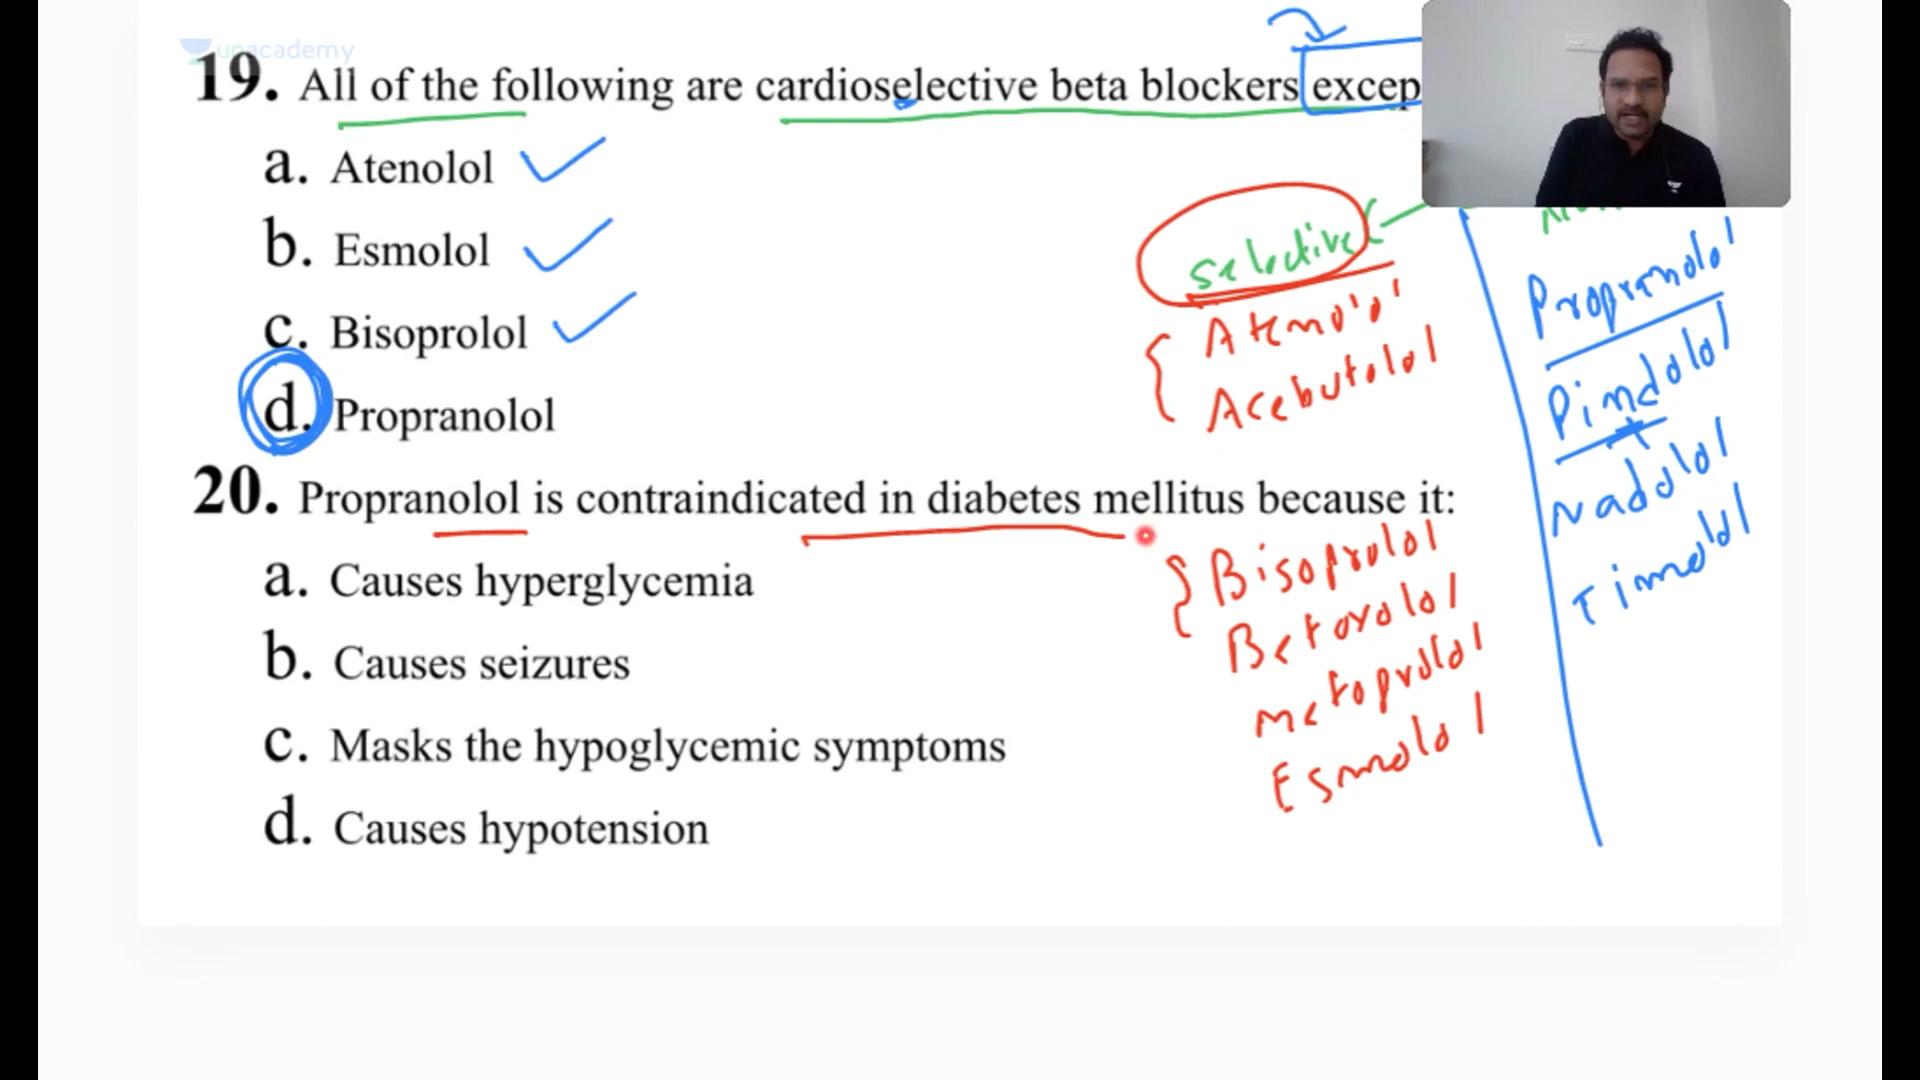 unacademy
19. All of the following are cardioselective beta blockers excep
a. Atenolol
b. Esmolol
c. Bisoprolol
d. Propranolol
20. Propranolol is contraindicated in diabetes mellitus because it:
a. Causes hyperglycemia
b. Causes seizures
c. Masks the hypoglycemic symptoms
d. Causes hypotension
selective
Atenolol
Acebutolol
Bisoprolol
Betoxolol
metoprolol
Esmolol
Propranolol
Pindolol
Nadolol
Timolol